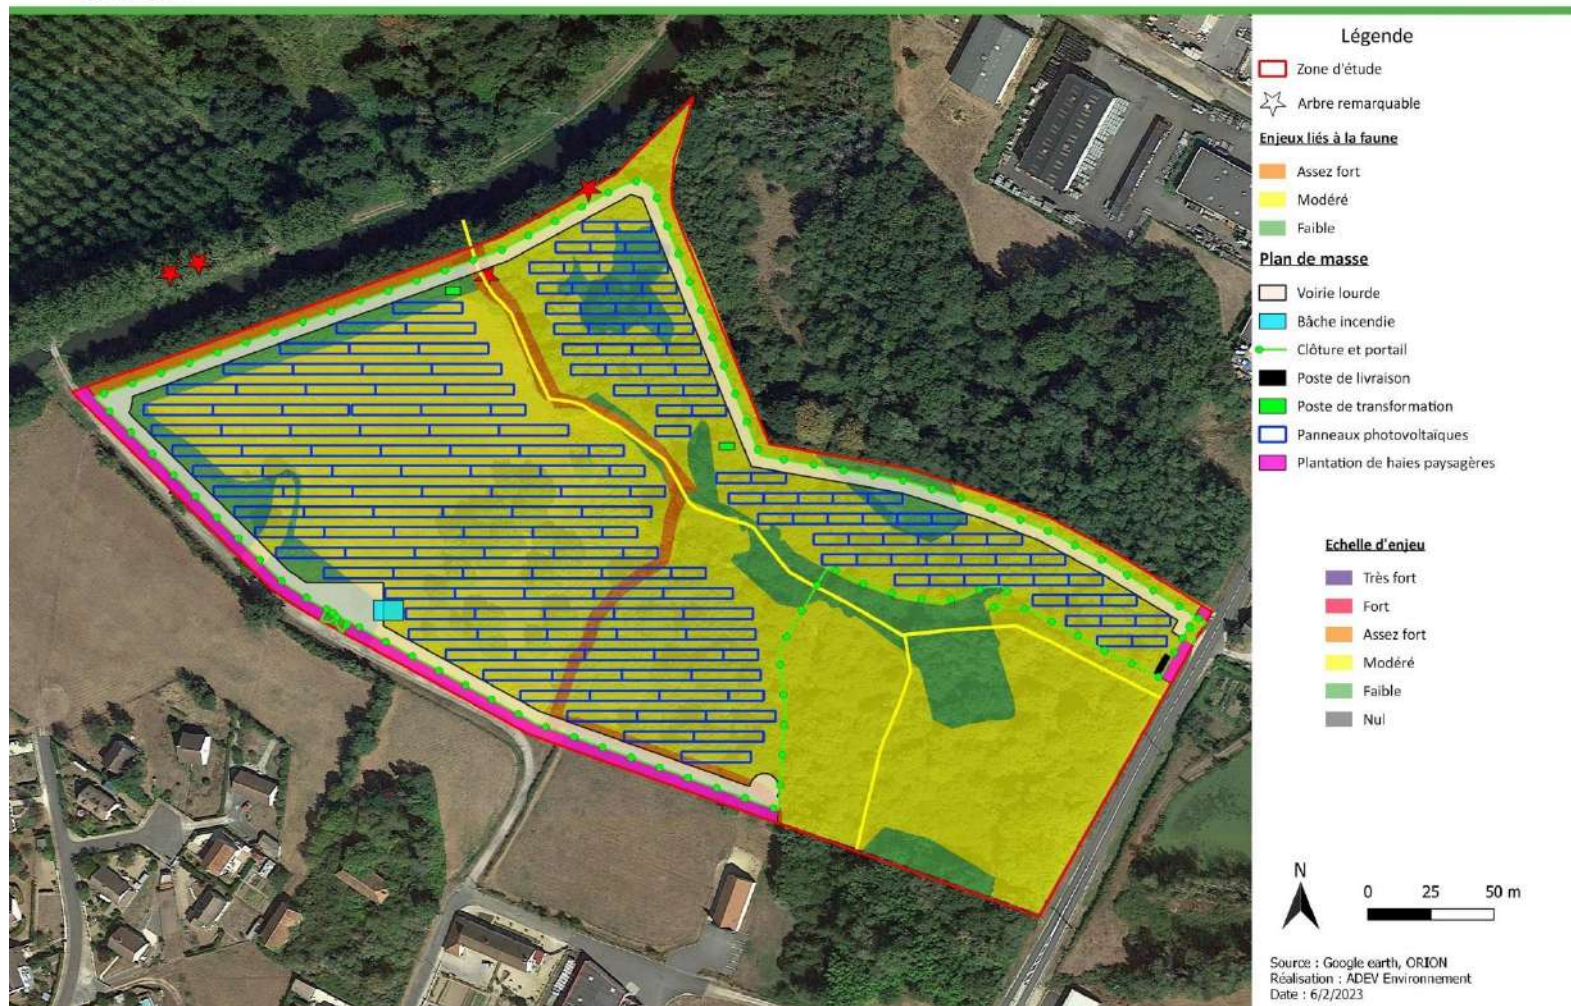 Légende
Zone d'étude
Arbre remarquable
Enjeux liés à la faune
Assez fort
Modéré
Faible
Plan de masse
Voirie lourde
Bâche incendie
Clôture et portail
Poste de livraison
Poste de transformation
Panneaux photovoltaïques
Plantation de haies paysagères
Echelle d'enjeu
Très fort
Fort
Assez fort
Modéré
Faible
Nul
N
0 25 50 m
Source : Google earth, ORION
Réalisation : ADEV Environnement
Date : 6/2/2023